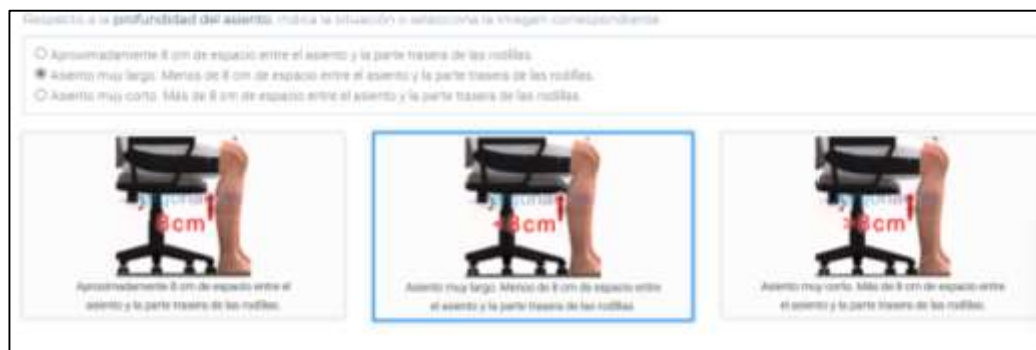 Respecto a la profundidad del asiento, indica la situación o selecciona la imagen correspondiente
Aproximadamente 8 cm de espacio entre el asiento y la parte trasera de las rodillas.
Asiento muy largo. Menos de 8 cm de espacio entre el asiento y la parte trasera de las rodillas.
Asiento muy corto. Más de 8 cm de espacio entre el asiento y la parte trasera de las rodillas.
8cm
<8cm
>8cm
Aproximadamente 8 cm de espacio entre el
asiento y la parte trasera de las rodillas.
Asiento muy largo. Menos de 8 cm de espacio entre
el asiento y la parte trasera de las rodillas
Asiento muy corto. Más de 8 cm de espacio entre
el asiento y la parte trasera de las rodillas.